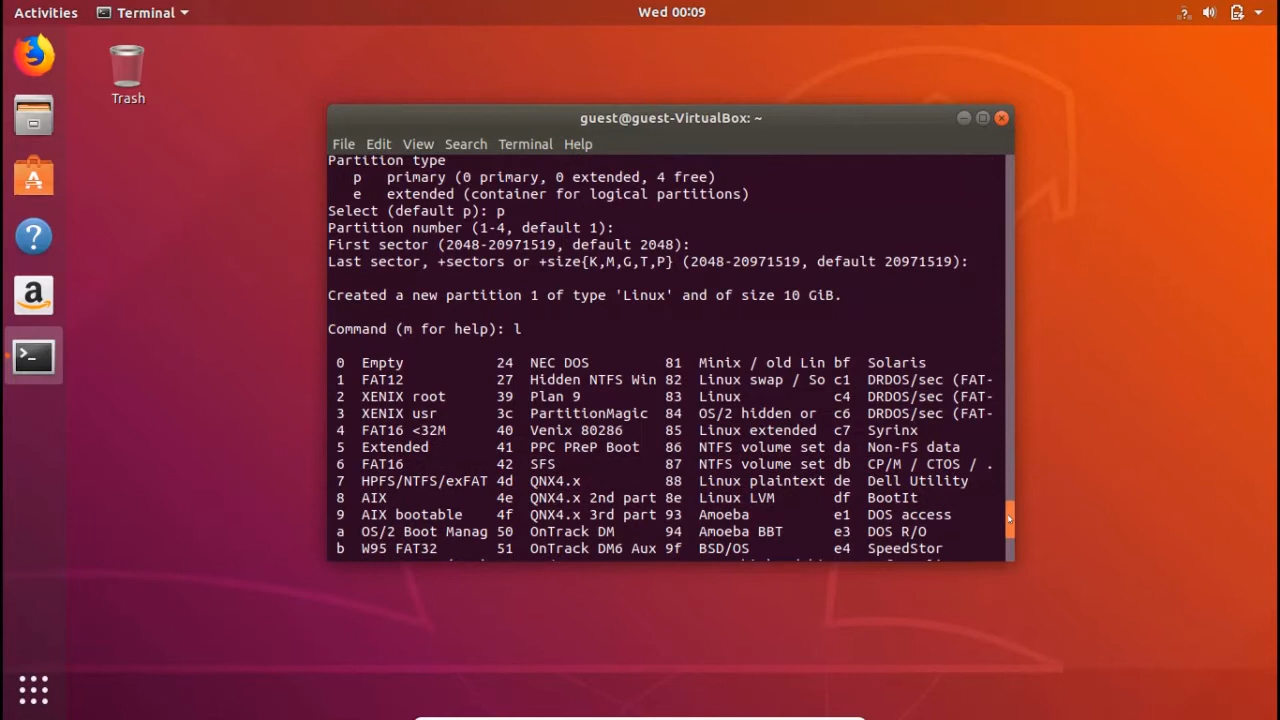 Activities Terminal Wed 00:09
Trash
guest@guest-VirtualBox: ~
File Edit View Search Terminal Help
Partition type
p primary (0 primary, 0 extended, 4 free)
e extended (container for logical partitions)
Select (default p): p
Partition number (1-4, default 1):
First sector (2048-20971519, default 2048):
Last sector, +sectors or +size{K,M,G,T,P} (2048-20971519, default 20971519):
Created a new partition 1 of type 'Linux' and of size 10 GiB.
Command (m for help): l
0 Empty 24 NEC DOS 81 Minix / old Lin bf Solaris
1 FAT12 27 Hidden NTFS Win 82 Linux swap / So c1 DRDOS/sec (FAT-
2 XENIX root 39 Plan 9 83 Linux c4 DRDOS/sec (FAT-
3 XENIX usr 3c PartitionMagic 84 OS/2 hidden or c6 DRDOS/sec (FAT-
4 FAT16 <32M 40 Venix 80286 85 Linux extended c7 Syrinx
5 Extended 41 PPC PReP Boot 86 NTFS volume set da Non-FS data
6 FAT16 42 SFS 87 NTFS volume set db CP/M / CTOS / .
7 HPFS/NTFS/exFAT 4d QNX4.x 88 Linux plaintext de Dell Utility
8 AIX 4e QNX4.x 2nd part 8e Linux LVM df BootIt
9 AIX bootable 4f QNX4.x 3rd part 93 Amoeba e1 DOS access
a OS/2 Boot Manag 50 OnTrack DM 94 Amoeba BBT e3 DOS R/O
b W95 FAT32 51 OnTrack DM6 Aux 9f BSD/OS e4 SpeedStor